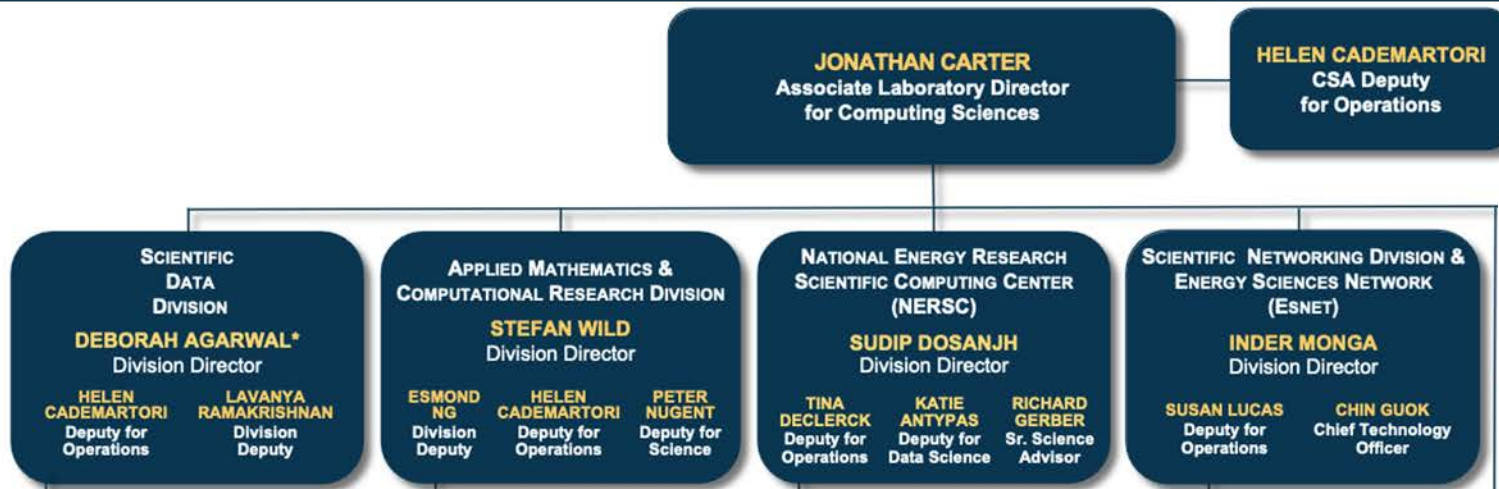 JONATHAN CARTER
Associate Laboratory Director
for Computing Sciences
HELEN CADEMARTORI
CSA Deputy
for Operations
SCIENTIFIC
DATA
DIVISION
DEBORAH AGARWAL*
Division Director
HELEN
CADEMARTORI
Deputy for
Operations
LAVANYA
RAMAKRISHNAN
Division
Deputy
APPLIED MATHEMATICS &
COMPUTATIONAL RESEARCH DIVISION
STEFAN WILD
Division Director
ESMOND
NG
Division
Deputy
HELEN
CADEMARTORI
Deputy for
Operations
PETER
NUGENT
Deputy for
Science
NATIONAL ENERGY RESEARCH
SCIENTIFIC COMPUTING CENTER
(NERSC)
SUDIP DOSANJH
Division Director
TINA
DECLERCK
Deputy for
Operations
KATIE
ANTYPAS
Deputy for
Data Science
RICHARD
GERBER
Sr. Science
Advisor
SCIENTIFIC NETWORKING DIVISION &
ENERGY SCIENCES NETWORK
(ESNET)
INDER MONGA
Division Director
SUSAN LUCAS
Deputy for
Operations
CHIN GUOK
Chief Technology
Officer